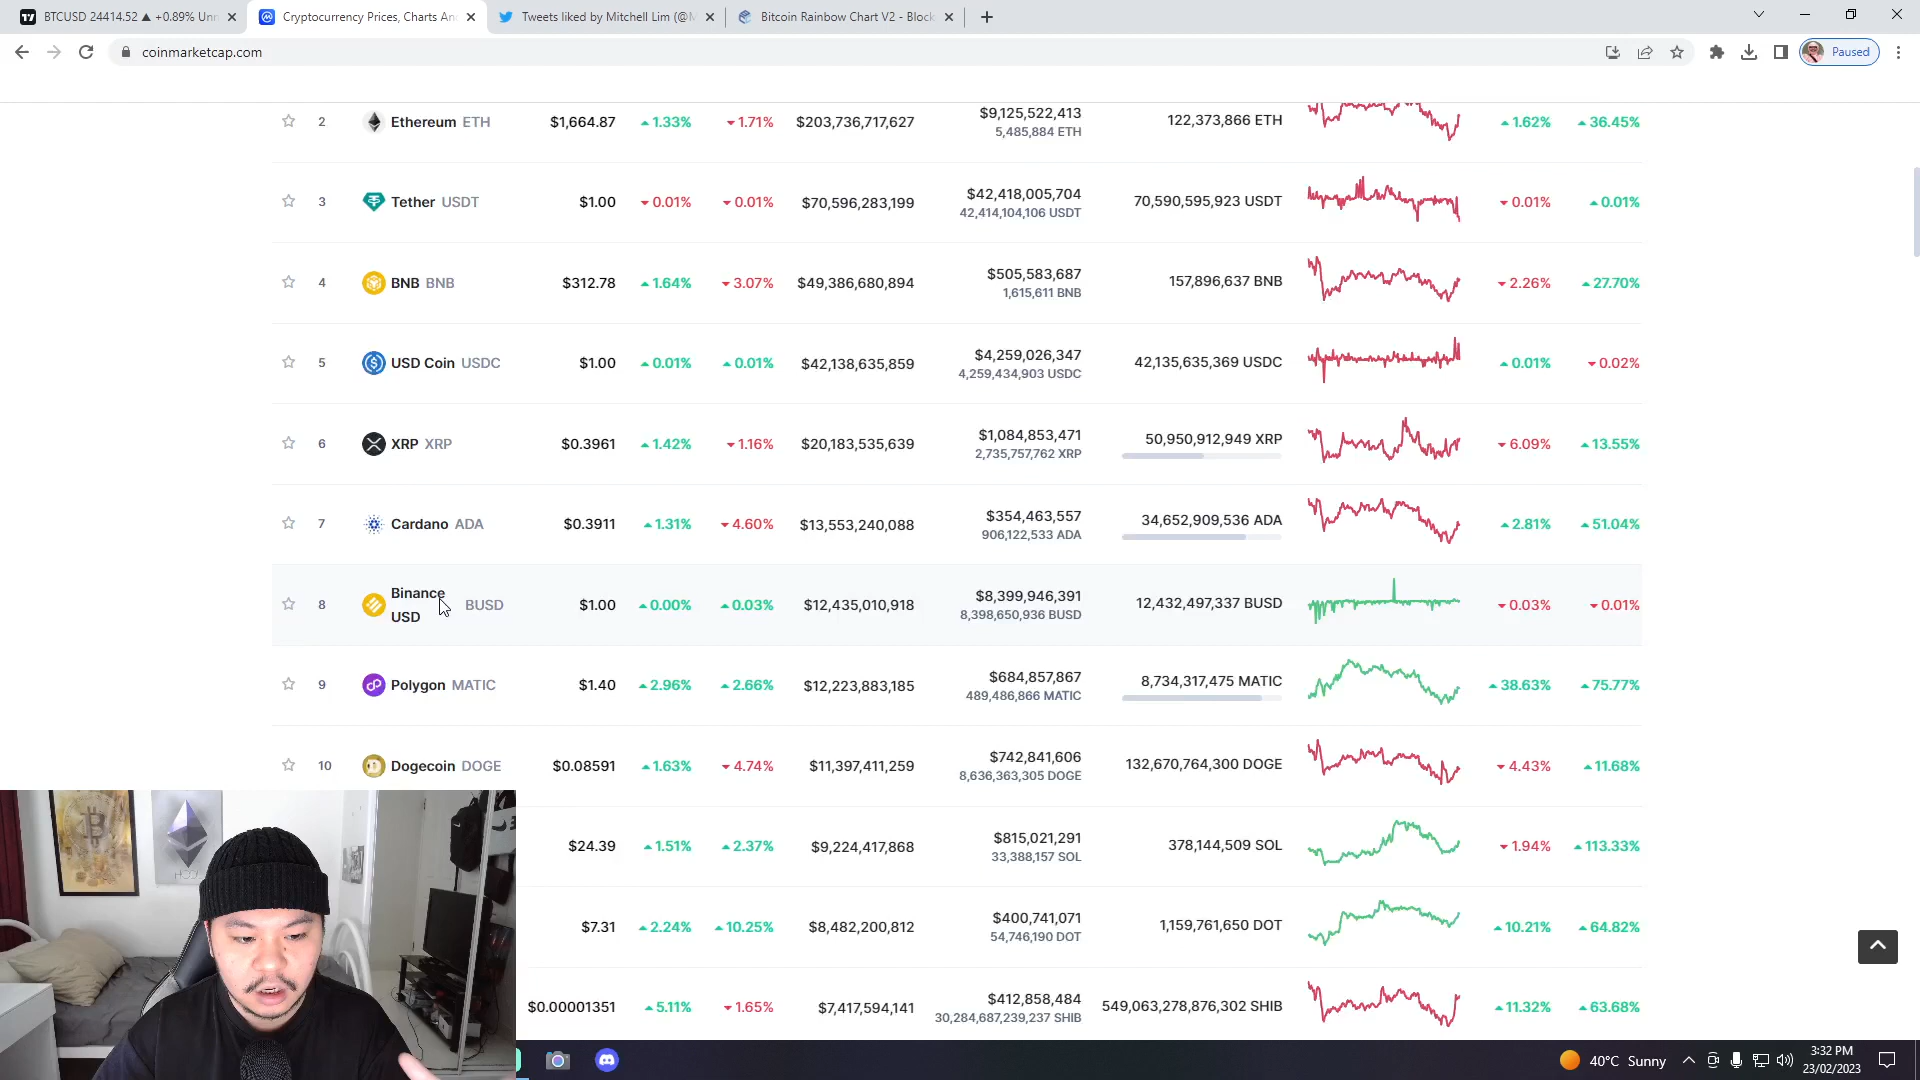 BTCUSD 24414.52 ▲ +0.89% Unn
Cryptocurrency Prices, Charts An
Tweets liked by Mitchell Lim (@M
Bitcoin Rainbow Chart V2 - Block
coinmarketcap.com
Paused
2 Ethereum ETH $1,664.87 1.33% 1.71% $203,736,717,627 $9,125,522,413 122,373,866 ETH 1.62% 36.45%
5,485,884 ETH
3 Tether USDT $1.00 0.01% 0.01% $70,596,283,199 $42,418,005,704 70,590,595,923 USDT 0.01% 0.01%
42,414,104,106 USDT
4 BNB BNB $312.78 1.64% 3.07% $49,386,680,894 $505,583,687 157,896,637 BNB 2.26% 27.70%
1,615,611 BNB
5 USD Coin USDC $1.00 0.01% 0.01% $42,138,635,859 $4,259,026,347 42,135,635,369 USDC 0.01% 0.02%
4,259,434,903 USDC
6 XRP XRP $0.3961 1.42% 1.16% $20,183,535,639 $1,084,853,471 50,950,912,949 XRP 6.09% 13.55%
2,735,757,762 XRP
7 Cardano ADA $0.3911 1.31% 4.60% $13,553,240,088 $354,463,557 34,652,909,536 ADA 2.81% 51.04%
906,122,533 ADA
8 Binance USD BUSD $1.00 0.00% 0.03% $12,435,010,918 $8,399,946,391 12,432,497,337 BUSD 0.03% 0.01%
8,398,650,936 BUSD
9 Polygon MATIC $1.40 2.96% 2.66% $12,223,883,185 $684,857,867 8,734,317,475 MATIC 38.63% 75.77%
489,486,866 MATIC
10 Dogecoin DOGE $0.08591 1.63% 4.74% $11,397,411,259 $742,841,606 132,670,764,300 DOGE 4.43% 11.68%
8,636,363,305 DOGE
$24.39 1.51% 2.37% $9,224,417,868 $815,021,291 378,144,509 SOL 1.94% 113.33%
33,388,157 SOL
$7.31 2.24% 10.25% $8,482,200,812 $400,741,071 1,159,761,650 DOT 10.21% 64.82%
54,746,190 DOT
$0.00001351 5.11% 1.65% $7,417,594,141 $412,858,484 549,063,278,876,302 SHIB 11.32% 63.68%
30,284,687,239,237 SHIB
40°C Sunny
3:32 PM
23/02/2023